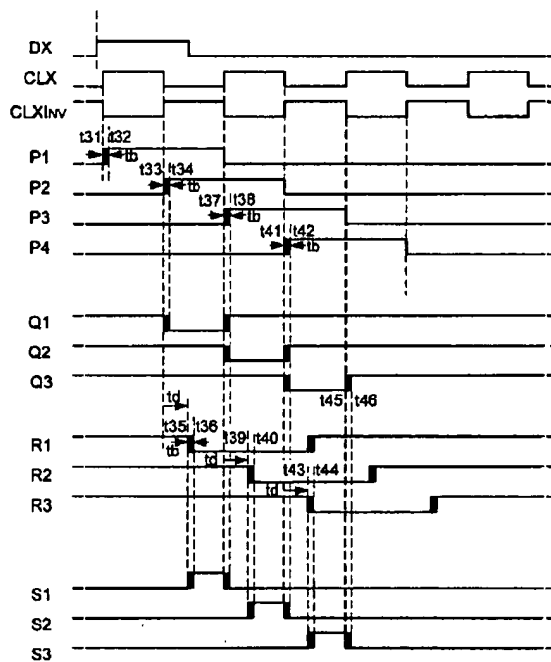 DX
CLX
CLXINV
t31 t32
P1 tb
t33 t34
P2 tb
t37 t38
P3 tb
t41 t42
P4 tb
Q1
Q2
Q3 t45 t46
td
t35 t36 t39 t40
R1
tb td t43 t44
R2
td
R3
S1
S2
S3